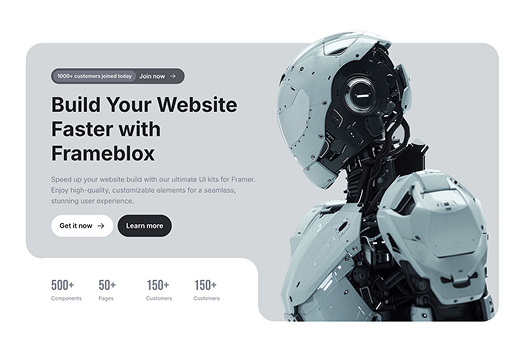 1000+ customers joined today Join now →
Build Your Website
Faster with
Frameblox
Speed up your website build with our ultimate UI kits for Framer.
Enjoy high-quality, customizable elements for a seamless,
stunning user experience.
Get it now → Learn more
500+ 50+ 150+ 150+
Components Pages Customers Customers